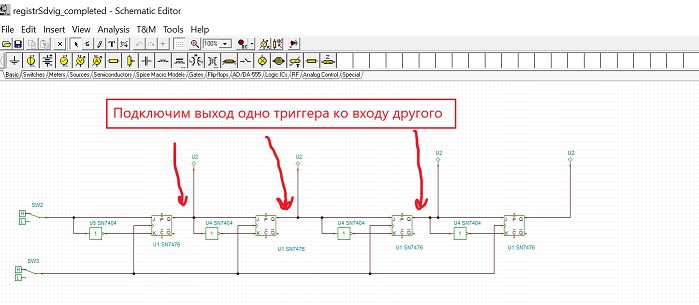 registrSdvig_completed - Schematic Editor
File Edit Insert View Analysis T&M Tools Help
100%
Basic Switches Meters Sources Semiconductors Spice Macro Models Gates Flip-flops AD/DA-555 Logic ICs RF Analog Control Special
Подключим выход одно триггера ко входу другого
U2 U2 U2 U2
SW2
H
L
U5 SN7404 U4 SN7404 U4 SN7404 U4 SN7404
J P Q J P Q J P Q J P Q
1 1 1 1
K C Q K C Q K C Q K C Q
U1 SN7476 U1 SN7476 U1 SN7476 U1 SN7476
SW3
H
L